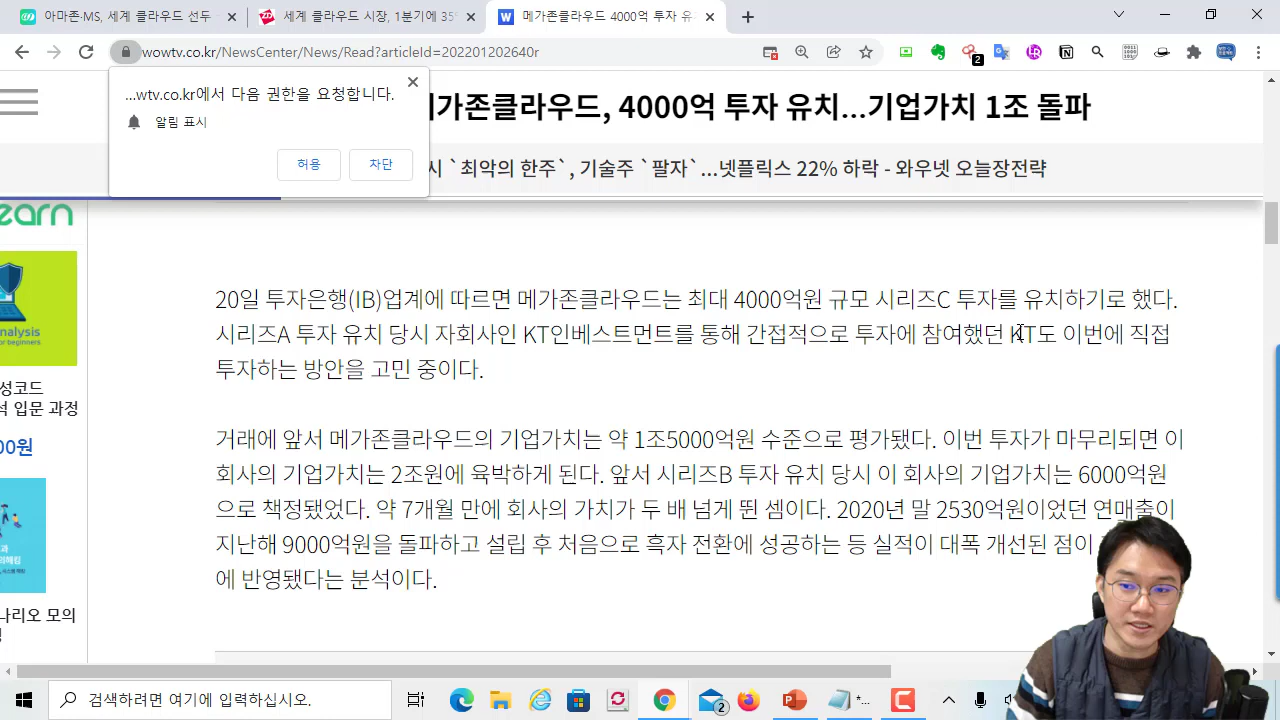 아마존·MS, 세계 클라우드 선두
세계 클라우드 시장, 1분기에 35%
메가존클라우드 4000억 투자 유
wowtv.co.kr/NewsCenter/News/Read?articleId=202201202640r
2
...wtv.co.kr에서 다음 권한을 요청합니다.
알림 표시
허용
차단
메가존클라우드, 4000억 투자 유치...기업가치 1조 돌파
`최악의 한주`, 기술주 `팔자`...넷플릭스 22% 하락 - 와우넷 오늘장전략
earn
20일 투자은행(IB)업계에 따르면 메가존클라우드는 최대 4000억원 규모 시리즈C 투자를 유치하기로 했다.
시리즈A 투자 유치 당시 자회사인 KT인베스트먼트를 통해 간접적으로 투자에 참여했던 KT도 이번에 직접
투자하는 방안을 고민 중이다.
nalysis
for beginners
성코드
석 입문 과정
00원
거래에 앞서 메가존클라우드의 기업가치는 약 1조5000억원 수준으로 평가됐다. 이번 투자가 마무리되면 이
회사의 기업가치는 2조원에 육박하게 된다. 앞서 시리즈B 투자 유치 당시 이 회사의 기업가치는 6000억원
으로 책정됐었다. 약 7개월 만에 회사의 가치가 두 배 넘게 뛴 셈이다. 2020년 말 2530억원이었던 연매출이
지난해 9000억원을 돌파하고 설립 후 처음으로 흑자 전환에 성공하는 등 실적이 대폭 개선된 점이
에 반영됐다는 분석이다.
나리오 모의
검색하려면 여기에 입력하십시오.
2